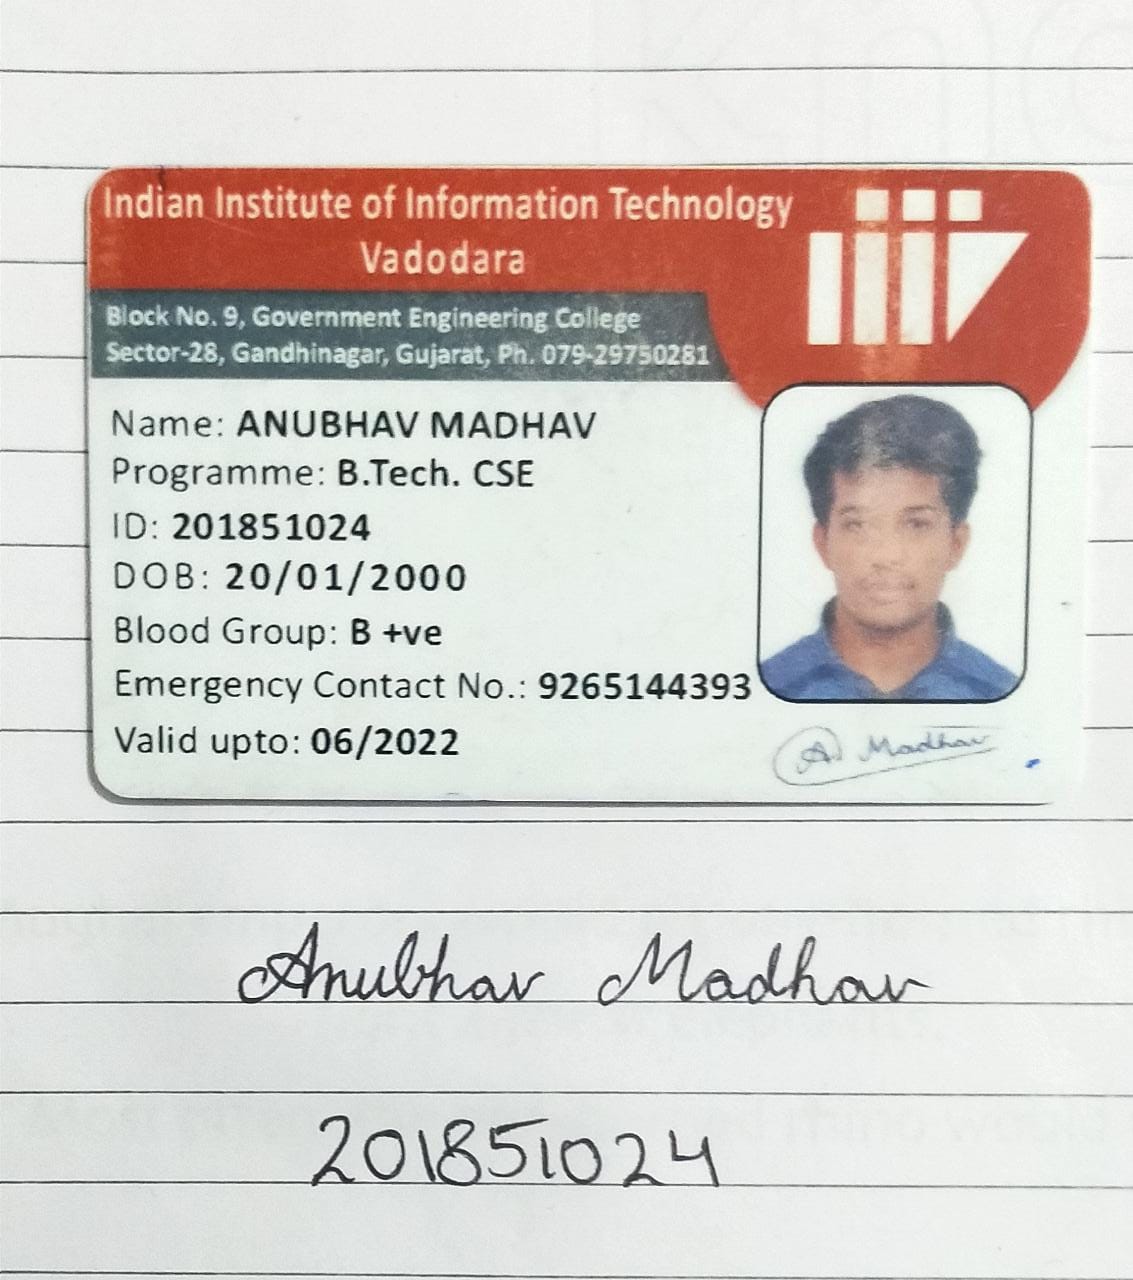 Indian Institute of Information Technology
Vadodara
Block No. 9, Government Engineering College
Sector-28, Gandhinagar, Gujarat, Ph. 079-29750281
Name: ANUBHAV MADHAV
Programme: B.Tech. CSE
ID: 201851024
DOB: 20/01/2000
Blood Group: B +ve
Emergency Contact No.: 9265144393
Valid upto: 06/2022
A Madhav
Anubhav Madhav
201851024